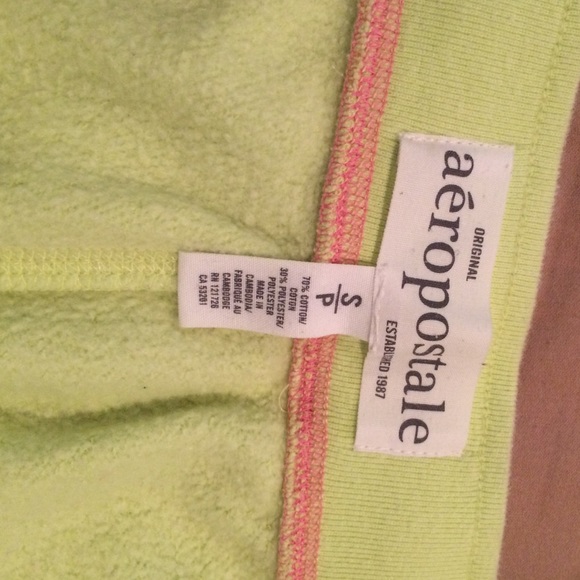 ORIGINAL
aéropostale
ESTABLISHED 1987
S/P
70% COTTON/
COTON
30% POLYESTER/
POLYESTER
MADE IN
CAMBODIA/
FABRIQUÉ AU
CAMBODGE
RN 121726
CA 53201